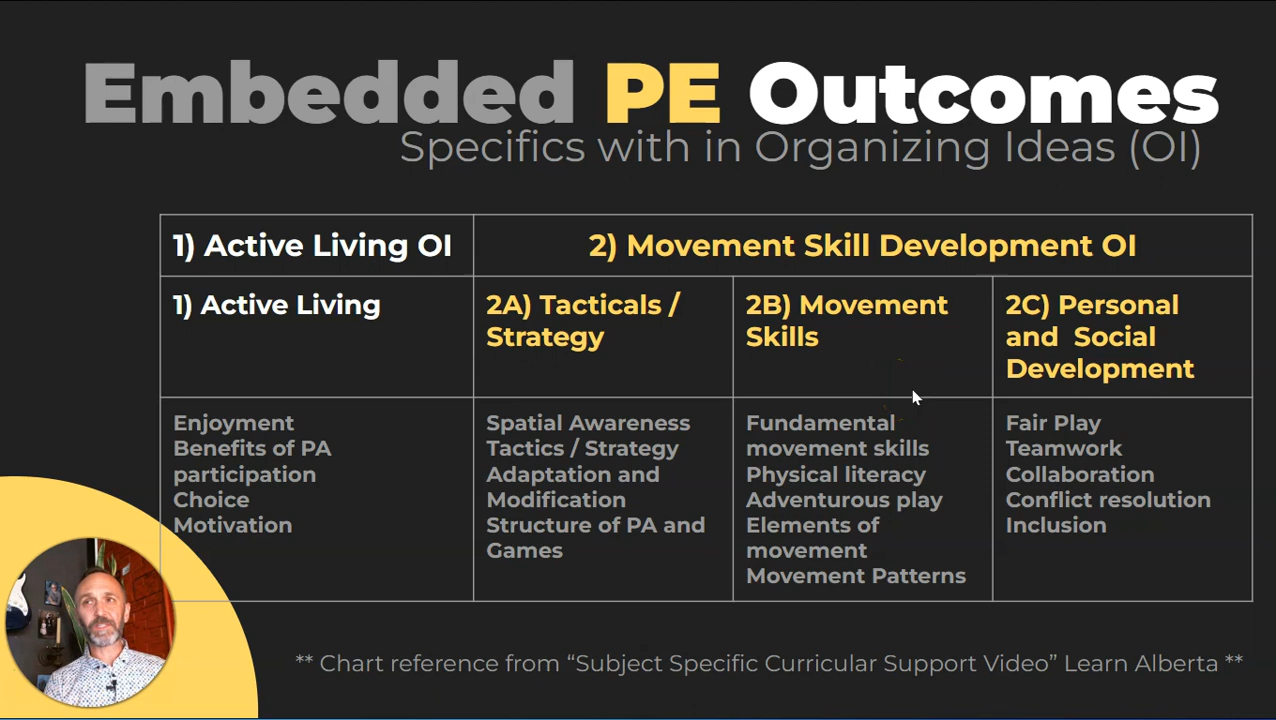 Embedded PE Outcomes
Specifics with in Organizing Ideas (OI)
1) Active Living OI
2) Movement Skill Development OI
1) Active Living
2A) Tacticals /
Strategy
2B) Movement
Skills
2C) Personal
and Social
Development
Enjoyment
Benefits of PA
participation
Choice
Motivation
Spatial Awareness
Tactics / Strategy
Adaptation and
Modification
Structure of PA and
Games
Fundamental
movement skills
Physical literacy
Adventurous play
Elements of
movement
Movement Patterns
Fair Play
Teamwork
Collaboration
Conflict resolution
Inclusion
** Chart reference from “Subject Specific Curricular Support Video” Learn Alberta **